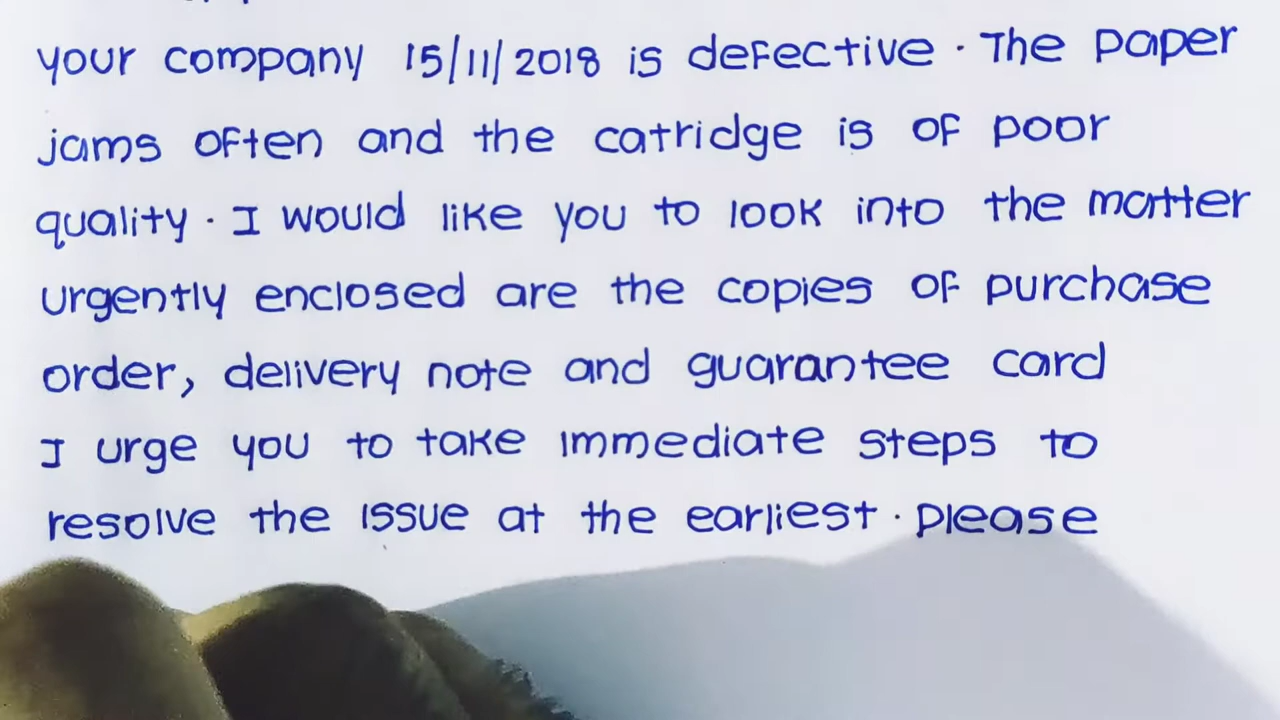 your company 15/11/2018 is defective. The paper
jams often and the catridge is of poor
quality. I would like you to look into the matter
urgently enclosed are the copies of purchase
order, delivery note and guarantee card
I urge you to take immediate steps to
resolve the issue at the earliest. please